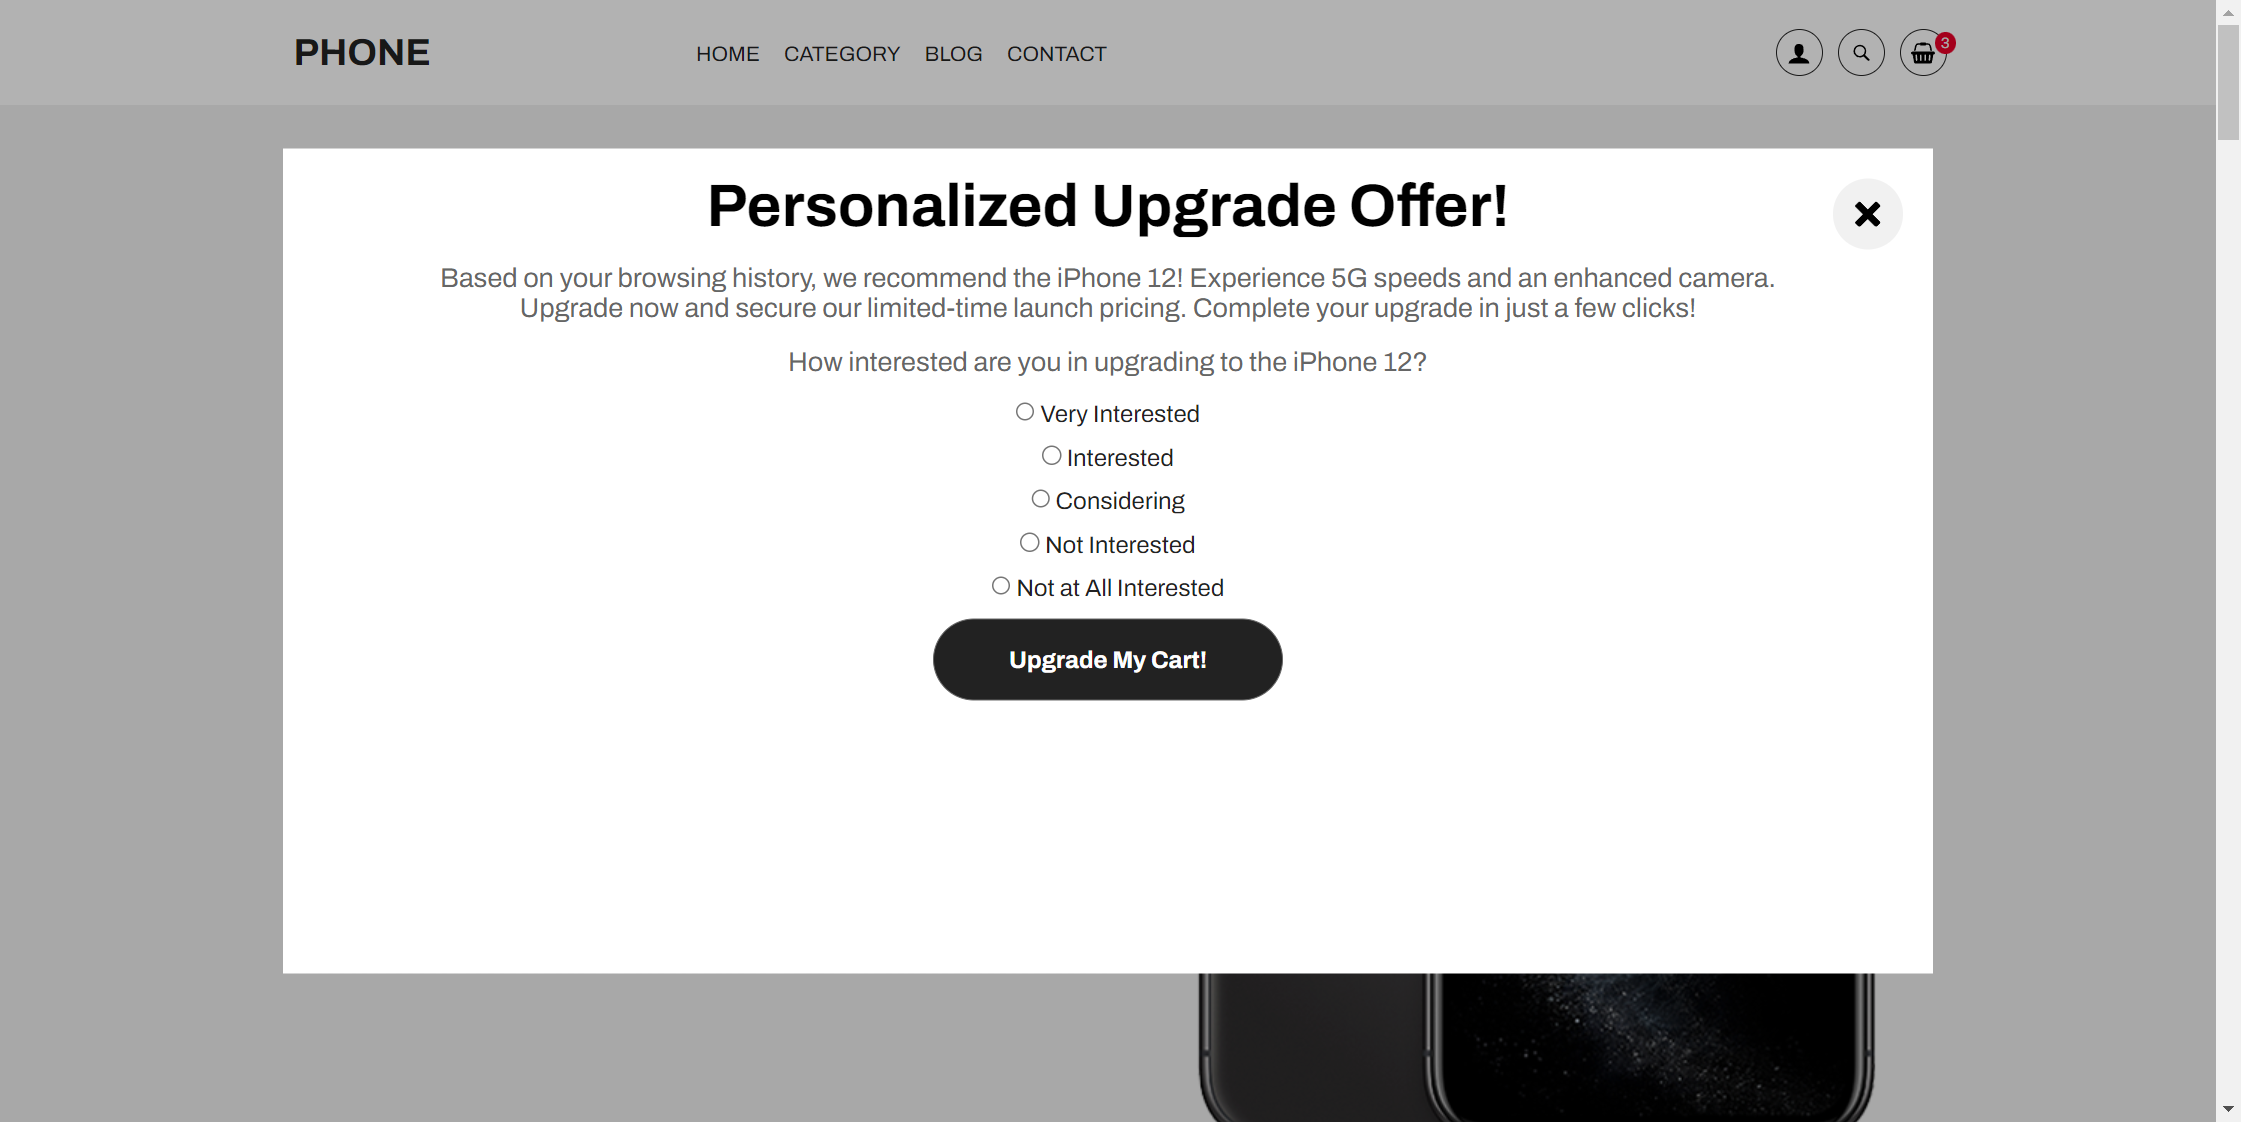 PHONE
HOME CATEGORY BLOG CONTACT
3
Personalized Upgrade Offer!
Based on your browsing history, we recommend the iPhone 12! Experience 5G speeds and an enhanced camera.
Upgrade now and secure our limited-time launch pricing. Complete your upgrade in just a few clicks!
How interested are you in upgrading to the iPhone 12?
Very Interested
Interested
Considering
Not Interested
Not at All Interested
Upgrade My Cart!